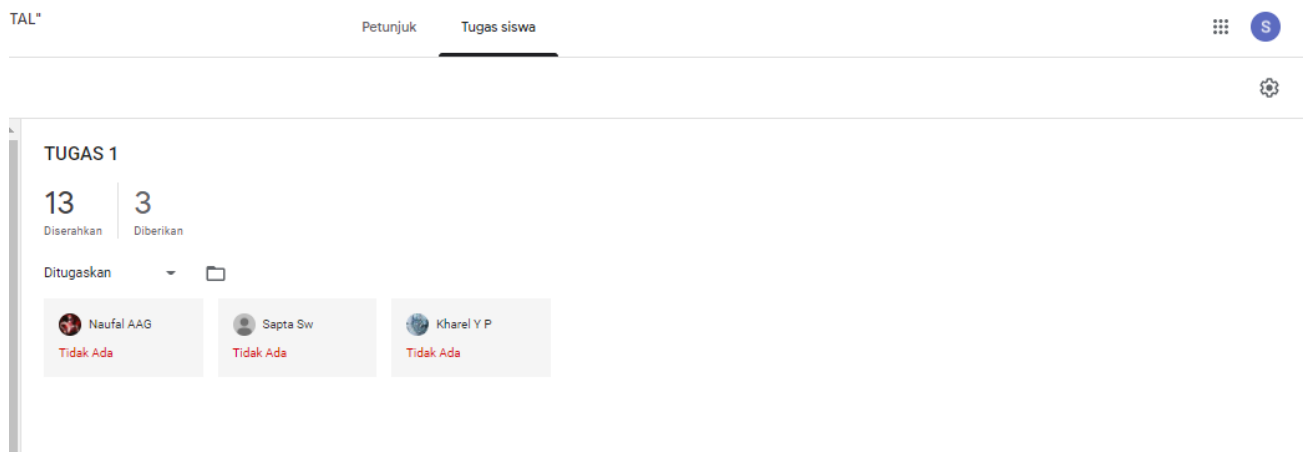 TAL"
Petunjuk Tugas siswa
S
TUGAS 1
13 3
Diserahkan Diberikan
Ditugaskan
Naufal AAG Sapta Sw Kharel Y P
Tidak Ada Tidak Ada Tidak Ada